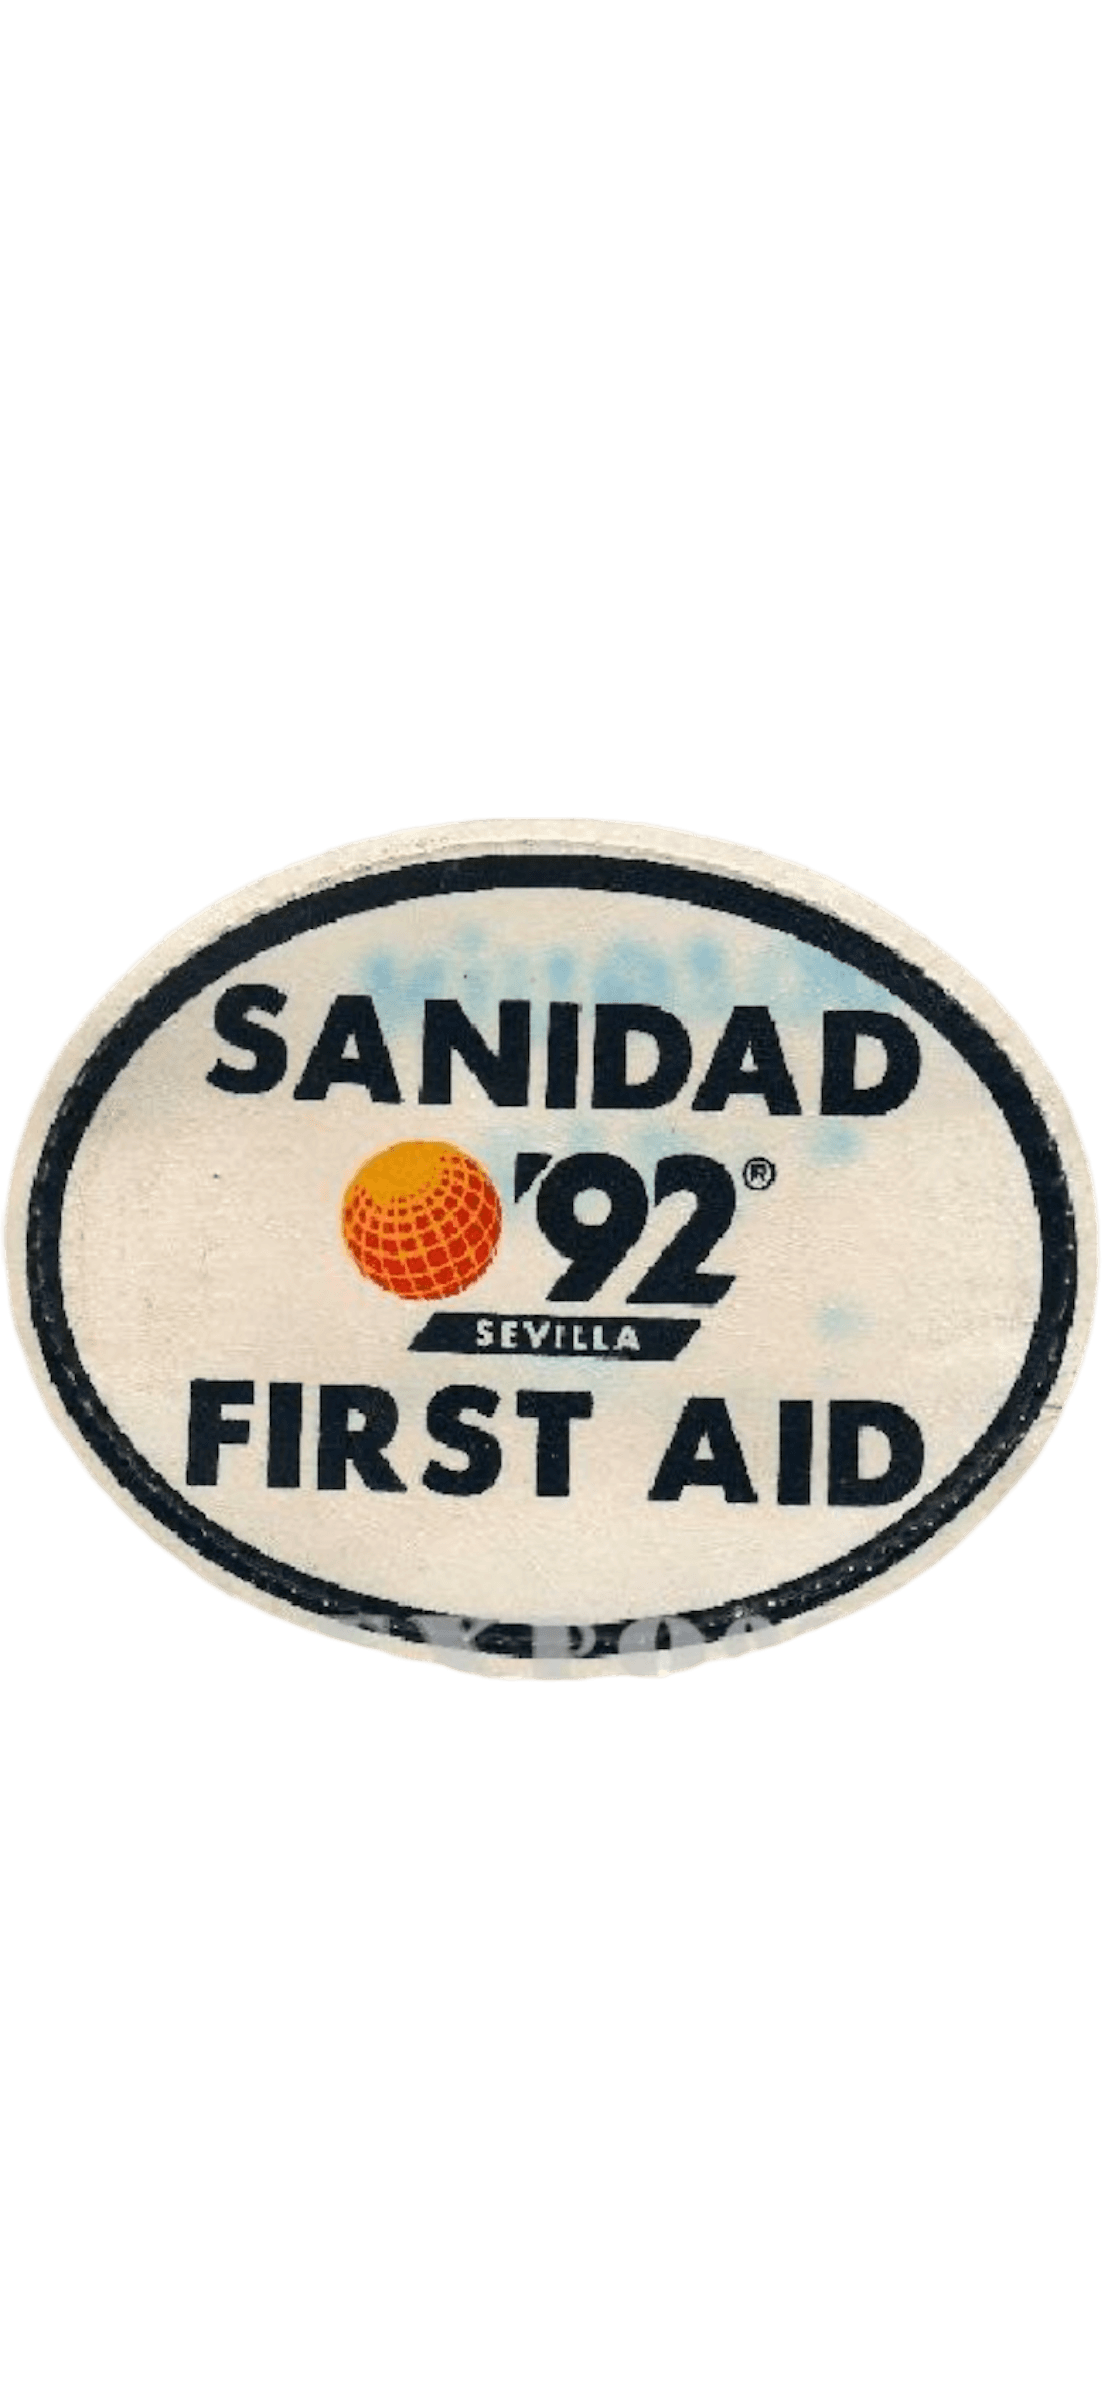 SANIDAD
'92®
SEVILLA
FIRST AID